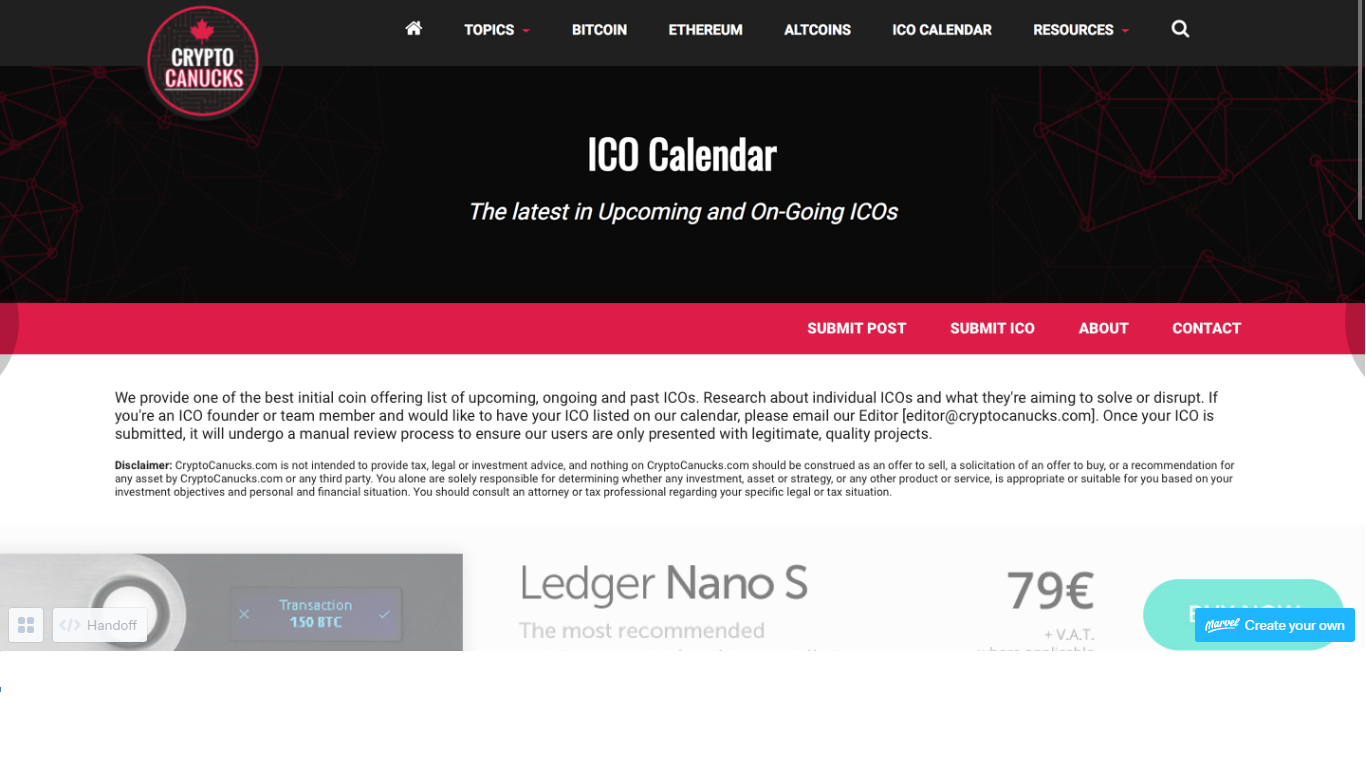 CRYPTO
CANUCKS
TOPICS BITCOIN ETHEREUM ALTCOINS ICO CALENDAR RESOURCES
ICO Calendar
The latest in Upcoming and On-Going ICOs
SUBMIT POST SUBMIT ICO ABOUT CONTACT
We provide one of the best initial coin offering list of upcoming, ongoing and past ICOs. Research about individual ICOs and what they're aiming to solve or disrupt. If
you're an ICO founder or team member and would like to have your ICO listed on our calendar, please email our Editor [editor@cryptocanucks.com]. Once your ICO is
submitted, it will undergo a manual review process to ensure our users are only presented with legitimate, quality projects.
Disclaimer: CryptoCanucks.com is not intended to provide tax, legal or investment advice, and nothing on CryptoCanucks.com should be construed as an offer to sell, a solicitation of an offer to buy, or a recommendation for
any asset by CryptoCanucks.com or any third party. You alone are solely responsible for determining whether any investment, asset or strategy, or any other product or service, is appropriate or suitable for you based on your
investment objectives and personal and financial situation. You should consult an attorney or tax professional regarding your specific legal or tax situation.
Transaction
1.50 BTC
Ledger Nano S
The most recommended
79€
+ V.A.T.
where applicable
BUY NOW
</> Handoff
Marvel Create your own